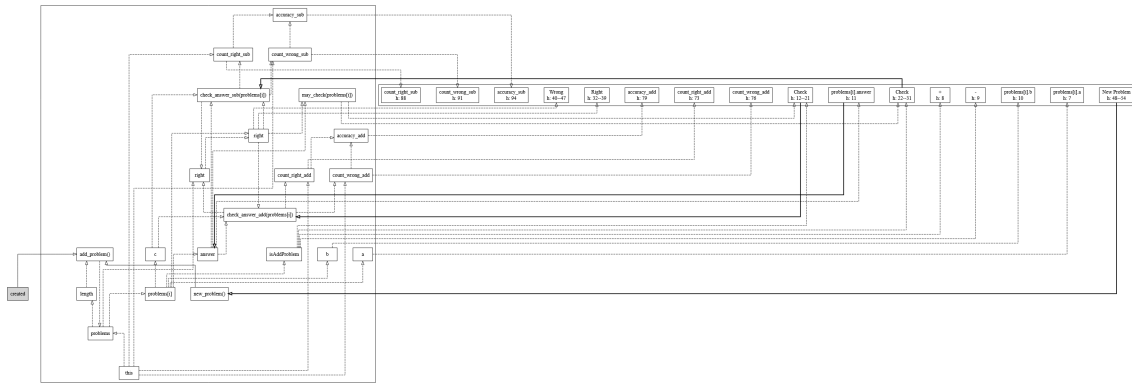 accuracy_sub
count_right_sub
count_wrong_sub
check_answer_sub(problems[i])
may_check(problems[i])
count_right_sub
h: 88
count_wrong_sub
h: 91
accuracy_sub
h: 94
Wrong
h: 40-47
Right
h: 32-39
accuracy_add
h: 79
count_right_add
h: 73
count_wrong_add
h: 76
Check
h: 12-21
problems[i].answer
h: 11
Check
h: 22-31
+
h: 8
-
h: 9
problems[i].b
h: 10
problems[i].a
h: 7
New Problem
h: 48-54
right
accuracy_add
right
count_right_add
count_wrong_add
check_answer_add(problems[i])
add_problem()
c
answer
isAddProblem
b
a
created
length
problems[i]
new_problem()
problems
this